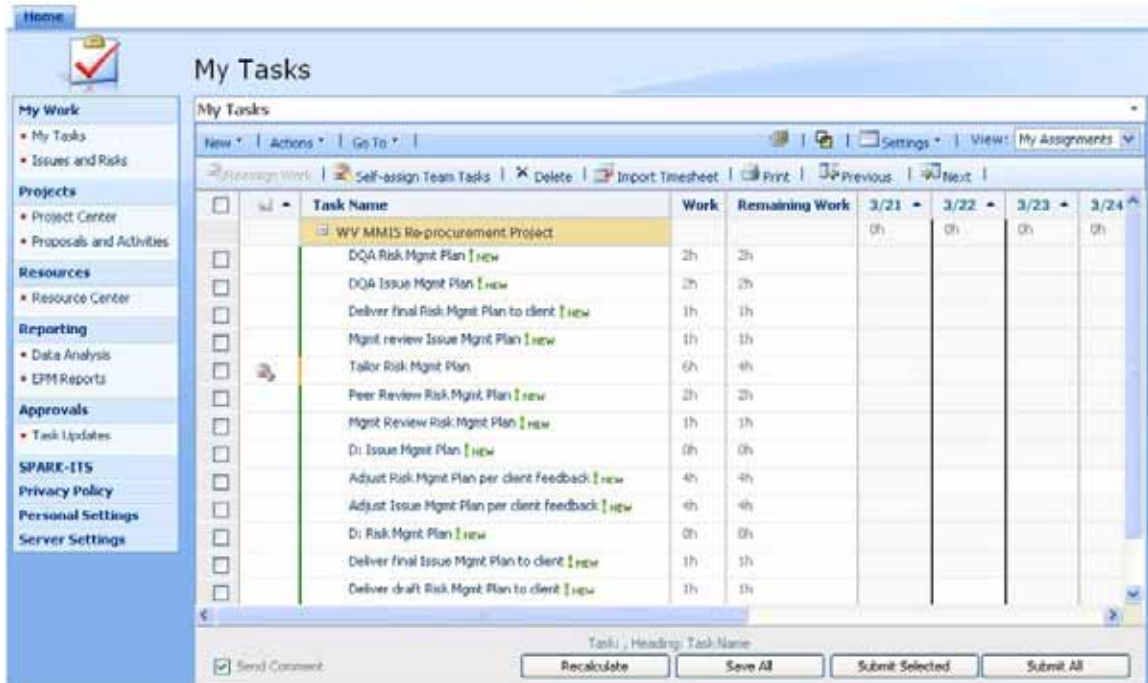 Home
My Tasks
My Work
• My Tasks
• Issues and Risks
Projects
• Project Center
• Proposals and Activities
Resources
• Resource Center
Reporting
• Data Analysis
• EPM Reports
Approvals
• Task Updates
SPARK-ITS
Privacy Policy
Personal Settings
Server Settings
My Tasks
New | Actions | Go To | Settings | View: My Assignments
Reassign Work | Self-assign Team Tasks | Delete | Import Timesheet | Print | Previous | Next |
Task Name Work Remaining Work 3/21 3/22 3/23 3/24
WV MMIS Re-procurement Project 0h 0h 0h 0h
DQA Risk Mgmt Plan ! NEW 2h 2h
DQA Issue Mgmt Plan ! NEW 2h 2h
Deliver final Risk Mgmt Plan to client ! NEW 1h 1h
Mgmt review Issue Mgmt Plan ! NEW 1h 1h
Tailor Risk Mgmt Plan 6h 4h
Peer Review Risk Mgmt Plan ! NEW 2h 2h
Mgmt Review Risk Mgmt Plan ! NEW 1h 1h
D: Issue Mgmt Plan ! NEW 0h 0h
Adjust Risk Mgmt Plan per client feedback ! NEW 4h 4h
Adjust Issue Mgmt Plan per client feedback ! NEW 4h 4h
D: Risk Mgmt Plan ! NEW 0h 0h
Deliver final Issue Mgmt Plan to client ! NEW 1h 1h
Deliver draft Risk Mgmt Plan to client ! NEW 1h 1h
Task: , Heading: Task Name
Send Comment Recalculate Save All Submit Selected Submit All